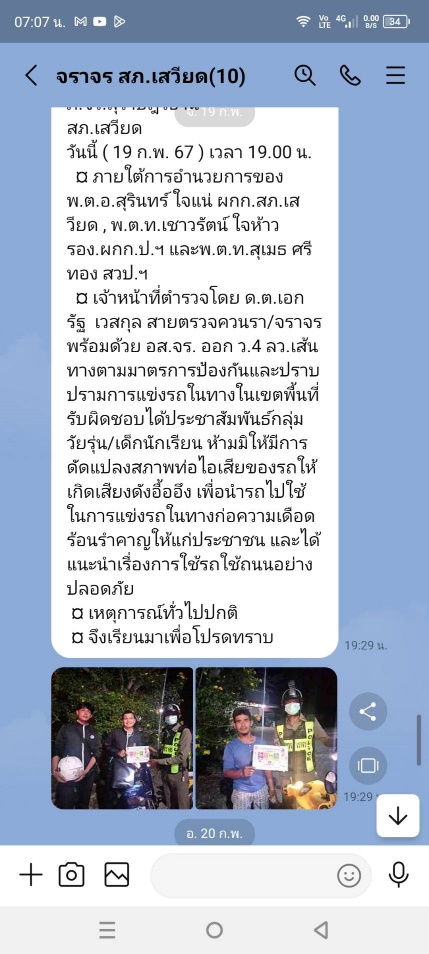 07:07 น.
Vo LTE 4G 0.00 B/S 34
จราจร สภ.เสวียด(10)
จ. 19 ก.พ.
สภ.เสวียด
วันนี้ ( 19 ก.พ. 67 ) เวลา 19.00 น.
¤ ภายใต้การอำนวยการของ
พ.ต.อ.สุรินทร์ ใจแน่ ผกก.สภ.เส
วียด , พ.ต.ท.เชาวรัตน์ ใจห้าว
รอง.ผกก.ป.ฯ และพ.ต.ท.สุเมธ ศรี
ทอง สวป.ฯ
¤ เจ้าหน้าที่ตำรวจโดย ด.ต.เอก
รัฐ เวสกุล สายตรวจควนรา/จราจร
พร้อมด้วย อส.จร. ออก ว.4 ลว.เส้น
ทางตามมาตรการป้องกันและปราบ
ปรามการแข่งรถในทางในเขตพื้นที่
รับผิดชอบได้ประชาสัมพันธ์กลุ่ม
วัยรุ่น/เด็กนักเรียน ห้ามมิให้มีการ
ดัดแปลงสภาพท่อไอเสียของรถให้
เกิดเสียงดังอื้ออึง เพื่อนำรถไปใช้
ในการแข่งรถในทางก่อความเดือด
ร้อนรำคาญให้แก่ประชาชน และได้
แนะนำเรื่องการใช้รถใช้ถนนอย่าง
ปลอดภัย
¤ เหตุการณ์ทั่วไปปกติ
¤ จึงเรียนมาเพื่อโปรดทราบ
19:29 น.
19:29
อ. 20 ก.พ.